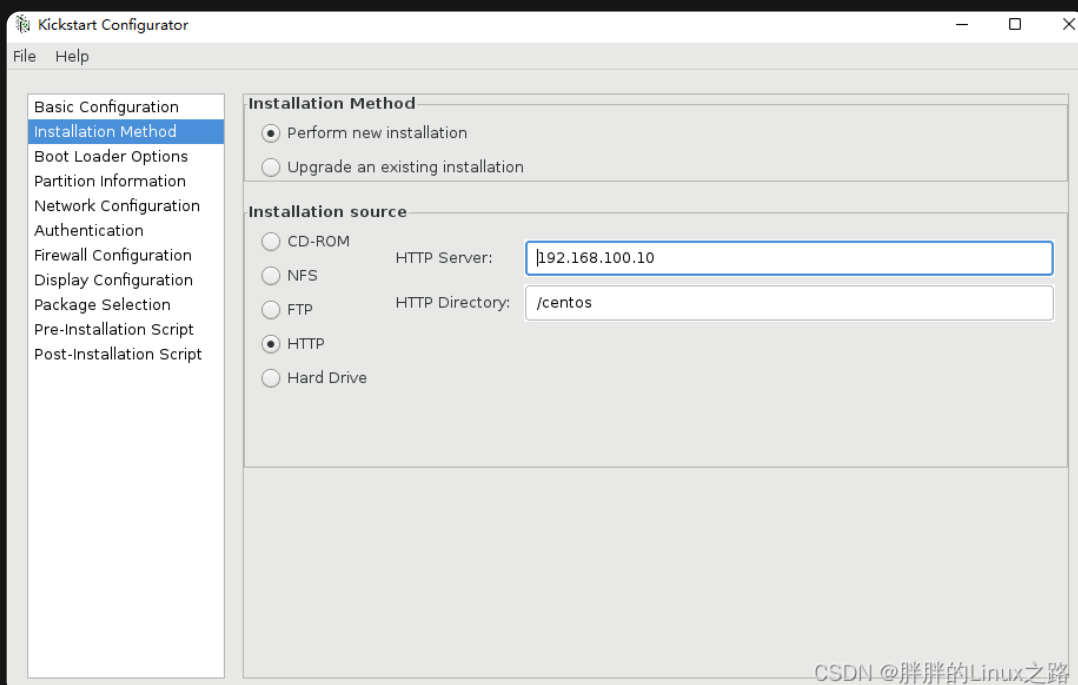 Kickstart Configurator
File Help
Basic Configuration
Installation Method
Boot Loader Options
Partition Information
Network Configuration
Authentication
Firewall Configuration
Display Configuration
Package Selection
Pre-Installation Script
Post-Installation Script
Installation Method
Perform new installation
Upgrade an existing installation
Installation source
CD-ROM
NFS
FTP
HTTP
Hard Drive
HTTP Server: 192.168.100.10
HTTP Directory: /centos
CSDN @胖胖的Linux之路